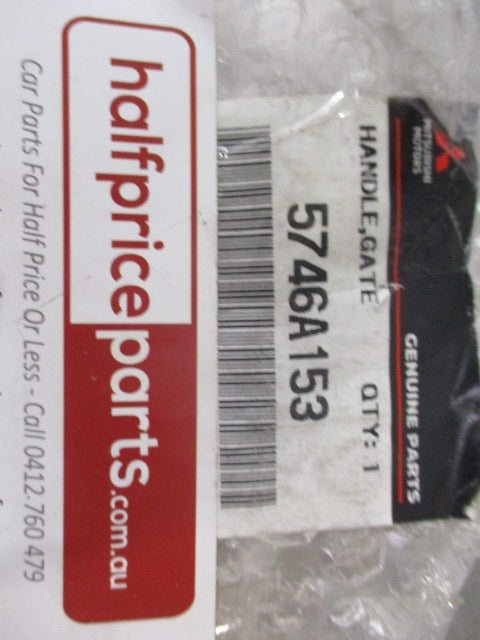 MITSUBISHI
MOTORS
GENUINE PARTS
HANDLE,GATE QTY: 1
5746A153
halfpriceparts.com.au
Car Parts For Half Price Or Less - Call 0412 760 479